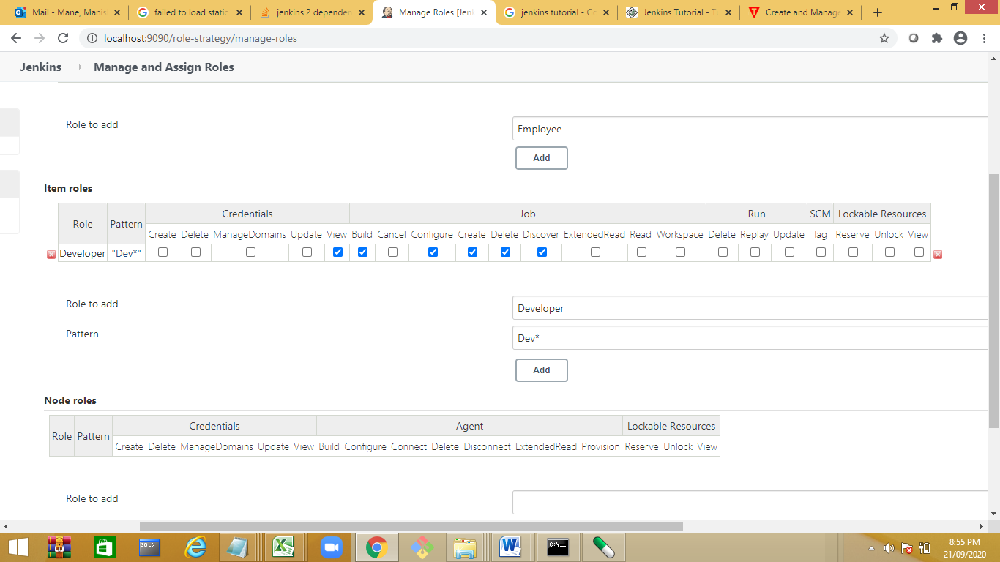 Mail - Mane, Manis
failed to load static
jenkins 2 dependen
Manage Roles [Jenk
jenkins tutorial - Go
Jenkins Tutorial - Tu
Create and Manage
localhost:9090/role-strategy/manage-roles
Jenkins Manage and Assign Roles
Role to add
Employee
Add
Item roles
Role Pattern Credentials Job Run SCM Lockable Resources
Create Delete ManageDomains Update View Build Cancel Configure Create Delete Discover ExtendedRead Read Workspace Delete Replay Update Tag Reserve Unlock View
Developer "Dev*"
Role to add
Developer
Pattern
Dev*
Add
Node roles
Role Pattern Credentials Agent Lockable Resources
Create Delete ManageDomains Update View Build Configure Connect Delete Disconnect ExtendedRead Provision Reserve Unlock View
Role to add
SQL>
C:\
8:55 PM
21/09/2020